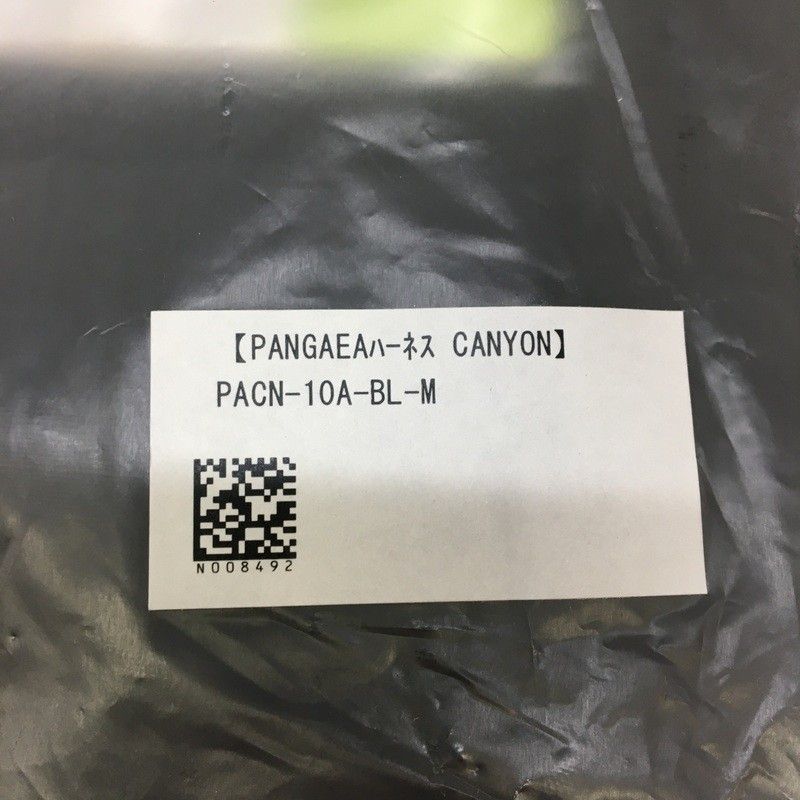 【PANGAEAﾊｰﾈｽ CANYON】
PACN-10A-BL-M
N008492